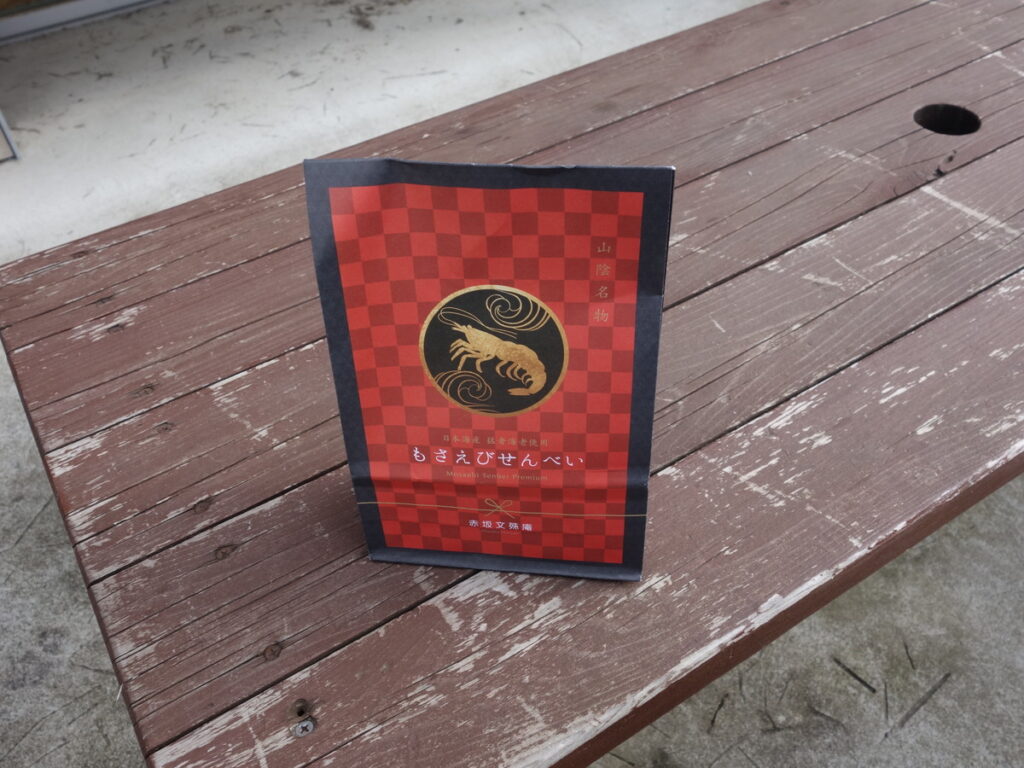 山陰名物
日本海産 猛者海老使用
もさえびせんべい
Mosaebi Senbei Premium
赤坂文殊庵